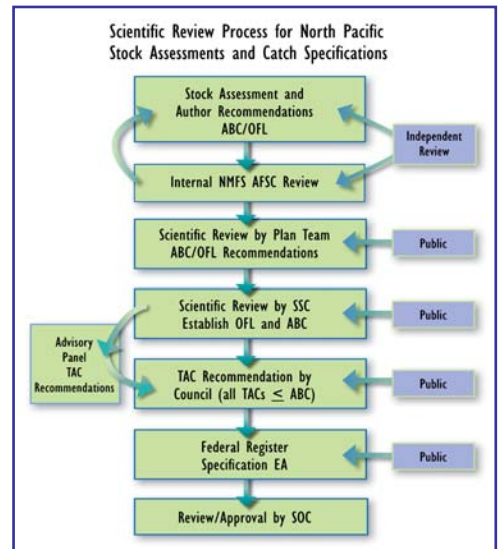 Scientific Review Process for North Pacific
Stock Assessments and Catch Specifications
Stock Assessment and
Author Recommendations
ABC/OFL
Independent
Review
Internal NMFS AFSC Review
Scientific Review by Plan Team
ABC/OFL Recommendations
Public
Scientific Review by SSC
Establish OFL and ABC
Public
Advisory
Panel
TAC
Recommendations
TAC Recommendation by
Council (all TACs ≤ ABC)
Public
Federal Register
Specification EA
Public
Review/Approval by SOC